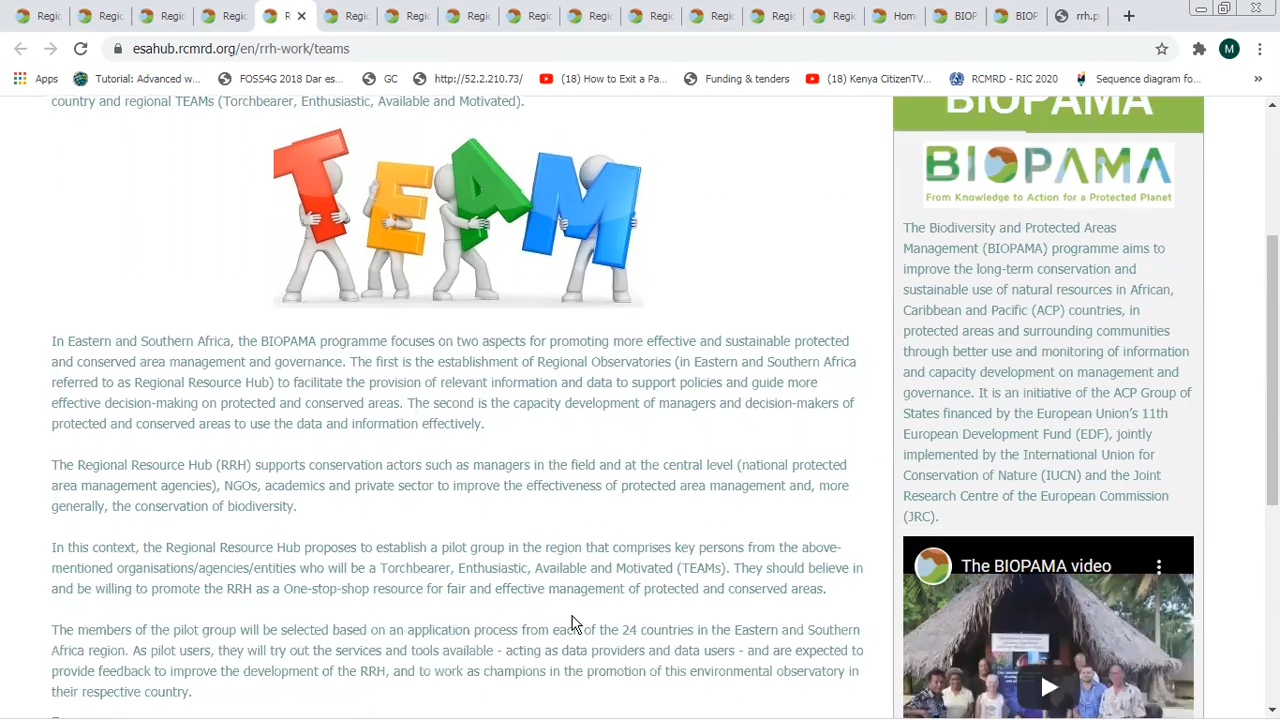 Regio
Regio
Regio
Regio
R
Regio
Regio
Regio
Regio
Regio
Regio
Regio
Regio
Regio
Home
BIOP
BIOP
rrh.p
esahub.rcmrd.org/en/rrh-work/teams
M
Apps
Tutorial: Advanced w...
FOSS4G 2018 Dar es...
GC
http://52.2.210.73/
(18) How to Exit a Pa...
Funding & tenders
(18) Kenya CitizenTV...
RCMRD - RIC 2020
Sequence diagram fo...
»
country and regional TEAMs (Torchbearer, Enthusiastic, Available and Motivated).
TEAM
In Eastern and Southern Africa, the BIOPAMA programme focuses on two aspects for promoting more effective and sustainable protected
and conserved area management and governance. The first is the establishment of Regional Observatories (in Eastern and Southern Africa
referred to as Regional Resource Hub) to facilitate the provision of relevant information and data to support policies and guide more
effective decision-making on protected and conserved areas. The second is the capacity development of managers and decision-makers of
protected and conserved areas to use the data and information effectively.
The Regional Resource Hub (RRH) supports conservation actors such as managers in the field and at the central level (national protected
area management agencies), NGOs, academics and private sector to improve the effectiveness of protected area management and, more
generally, the conservation of biodiversity.
In this context, the Regional Resource Hub proposes to establish a pilot group in the region that comprises key persons from the above-
mentioned organisations/agencies/entities who will be a Torchbearer, Enthusiastic, Available and Motivated (TEAMs). They should believe in
and be willing to promote the RRH as a One-stop-shop resource for fair and effective management of protected and conserved areas.
The members of the pilot group will be selected based on an application process from each of the 24 countries in the Eastern and Southern
Africa region. As pilot users, they will try out the services and tools available - acting as data providers and data users - and are expected to
provide feedback to improve the development of the RRH, and to work as champions in the promotion of this environmental observatory in
their respective country.
BIOPAMA
BIOPAMA
From Knowledge to Action for a Protected Planet
The Biodiversity and Protected Areas
Management (BIOPAMA) programme aims to
improve the long-term conservation and
sustainable use of natural resources in African,
Caribbean and Pacific (ACP) countries, in
protected areas and surrounding communities
through better use and monitoring of information
and capacity development on management and
governance. It is an initiative of the ACP Group of
States financed by the European Union's 11th
European Development Fund (EDF), jointly
implemented by the International Union for
Conservation of Nature (IUCN) and the Joint
Research Centre of the European Commission
(JRC).
The BIOPAMA video